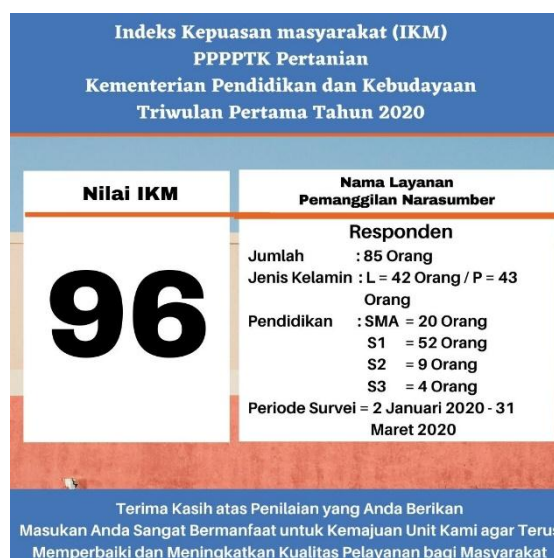 Indeks Kepuasan masyarakat (IKM)
PPPPTK Pertanian
Kementerian Pendidikan dan Kebudayaan
Triwulan Pertama Tahun 2020
Nilai IKM
96
Nama Layanan
Pemanggilan Narasumber
Responden
Jumlah : 85 Orang
Jenis Kelamin : L = 42 Orang / P = 43
Orang
Pendidikan : SMA = 20 Orang
S1 = 52 Orang
S2 = 9 Orang
S3 = 4 Orang
Periode Survei = 2 Januari 2020 - 31
Maret 2020
Terima Kasih atas Penilaian yang Anda Berikan
Masukan Anda Sangat Bermanfaat untuk Kemajuan Unit Kami agar Terus
Memperbaiki dan Meningkatkan Kualitas Pelayanan bagi Masyarakat